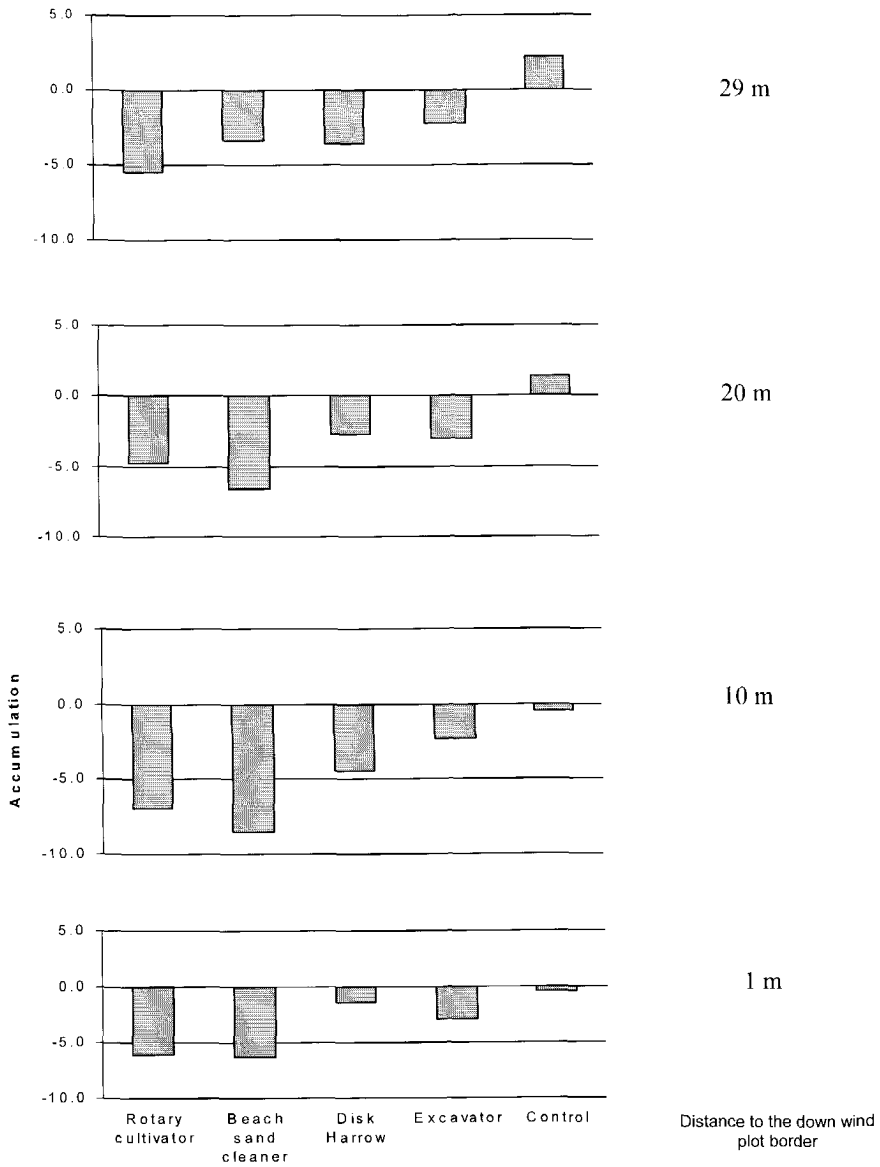 5.0
0.0
-5.0
-10.0
29 m
5.0
0.0
-5.0
-10.0
20 m
Accumulation
5.0
0.0
-5.0
-10.0
10 m
5.0
0.0
-5.0
-10.0
1 m
Rotary
cultivator
Beach
sand
cleaner
Disk
Harrow
Excavator
Control
Distance to the down wind
plot border